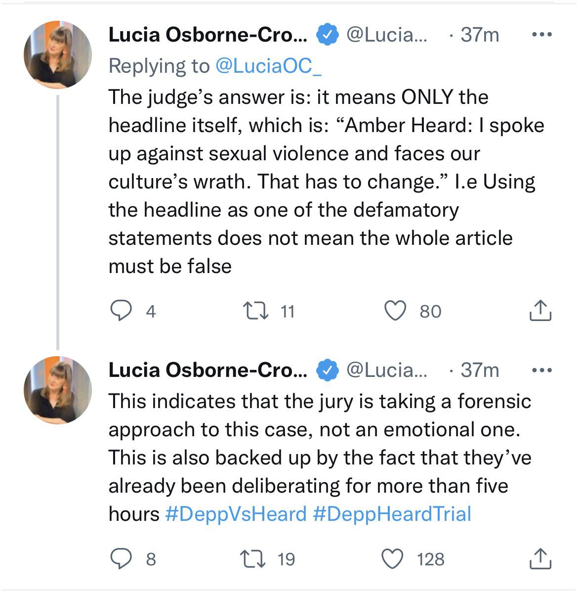 Lucia Osborne-Cro... @Lucia... · 37m
Replying to @LuciaOC_
The judge's answer is: it means ONLY the
headline itself, which is: “Amber Heard: I spoke
up against sexual violence and faces our
culture's wrath. That has to change.” I.e Using
the headline as one of the defamatory
statements does not mean the whole article
must be false
4 11 80
Lucia Osborne-Cro... @Lucia... · 37m
This indicates that the jury is taking a forensic
approach to this case, not an emotional one.
This is also backed up by the fact that they've
already been deliberating for more than five
hours #DeppVsHeard #DeppHeardTrial
8 19 128